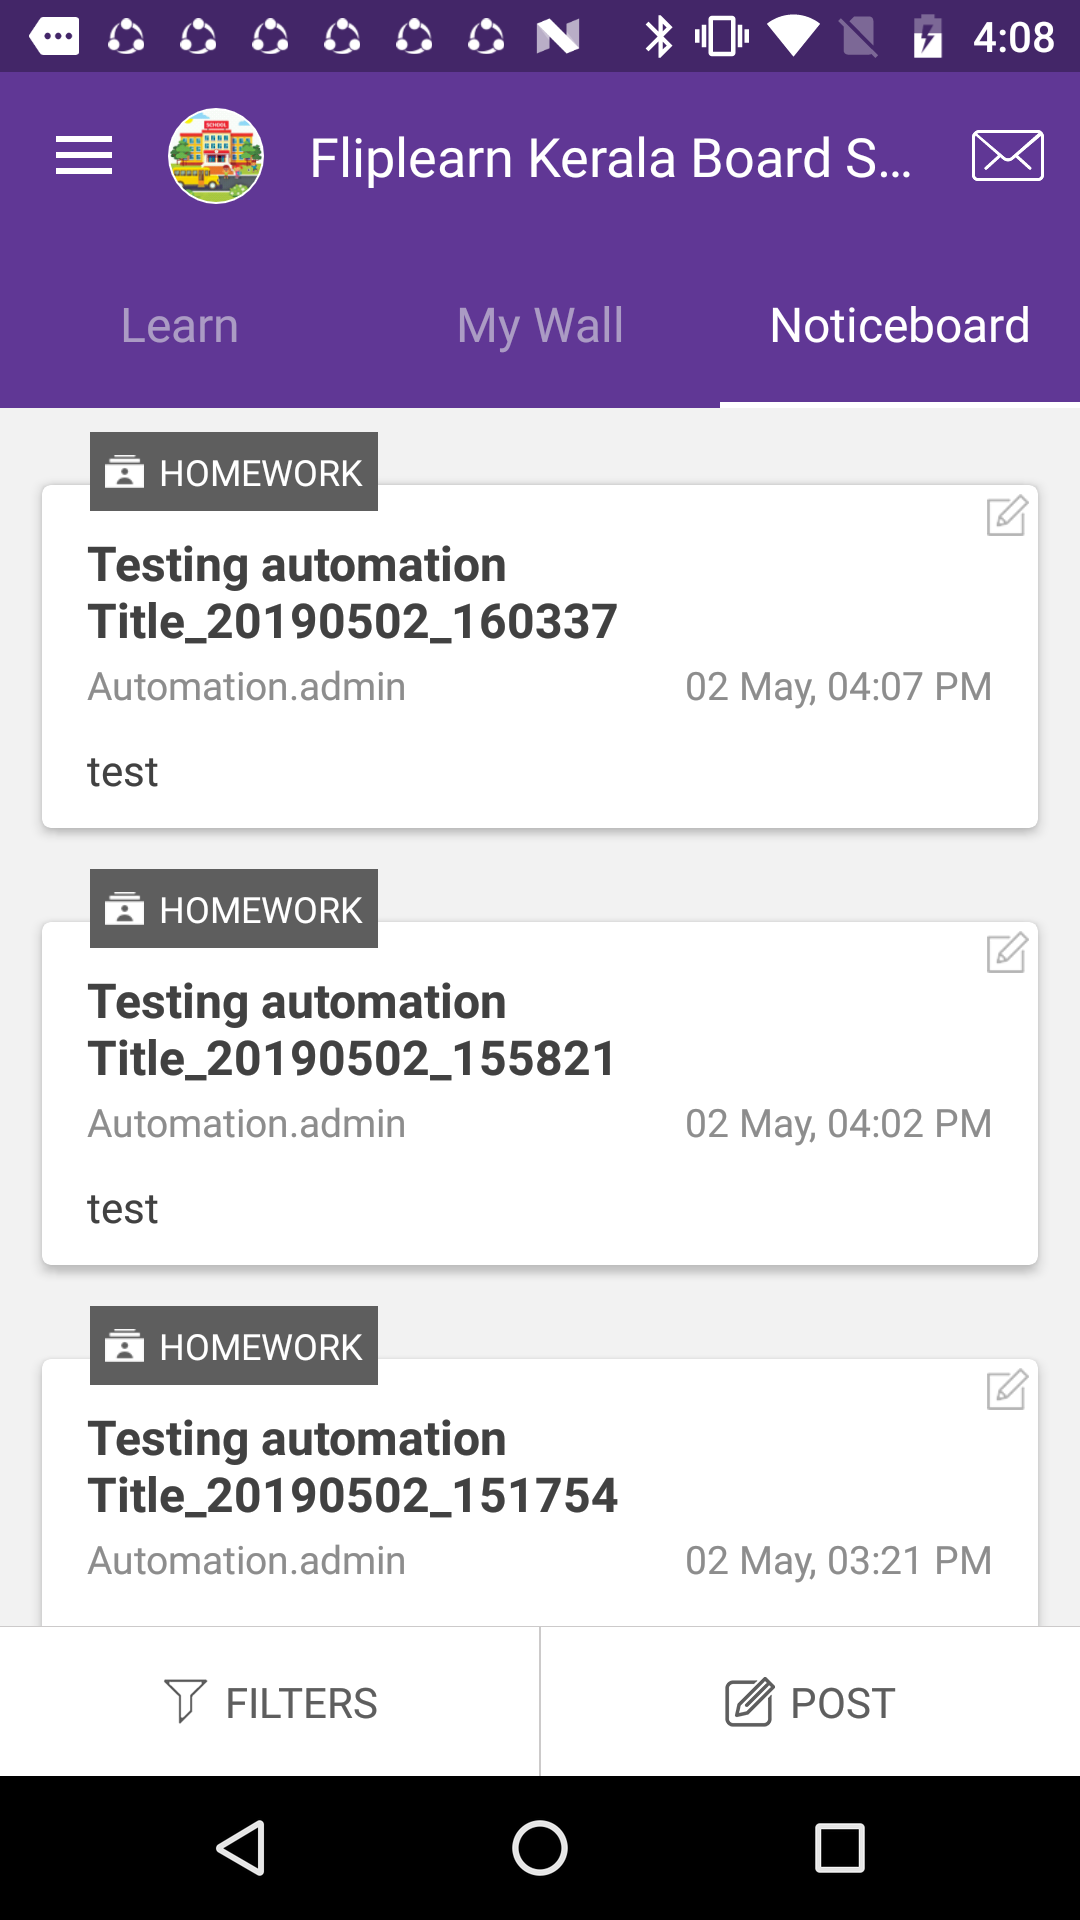 4:08
Fliplearn Kerala Board S...
Learn
My Wall
Noticeboard
HOMEWORK
Testing automation
Title_20190502_160337
Automation.admin
02 May, 04:07 PM
test
HOMEWORK
Testing automation
Title_20190502_155821
Automation.admin
02 May, 04:02 PM
test
HOMEWORK
Testing automation
Title_20190502_151754
Automation.admin
02 May, 03:21 PM
FILTERS
POST